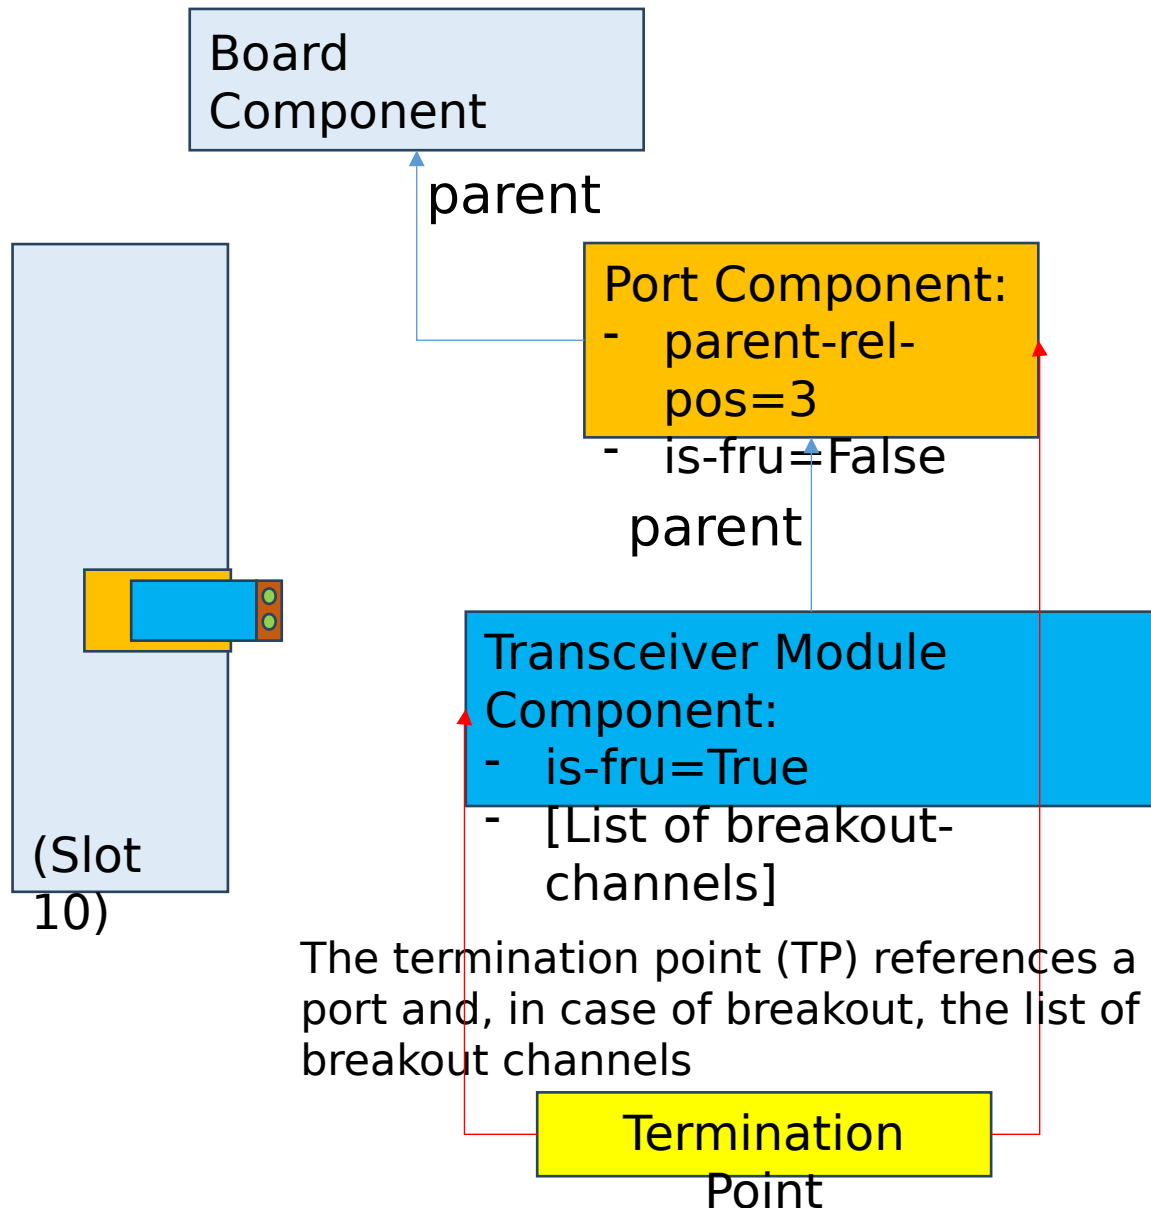 Board
Component
parent
Port Component:
- parent-rel-
pos=3
- is-fru=False
parent
Transceiver Module
Component:
- is-fru=True
- [List of breakout-
channels]
(Slot
10)
The termination point (TP) references a
port and, in case of breakout, the list of
breakout channels
Termination
Point